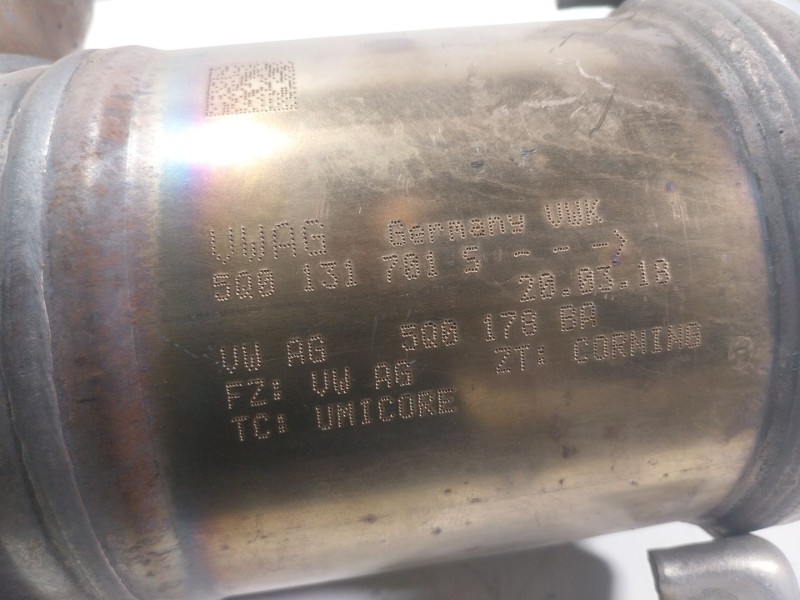 VWAG Germany VWK
5Q0 131 701 S - - ->
20.03.18
VW AG 5Q0 178 BA
FZ: VW AG ZT: CORNING
TC: UMICORE